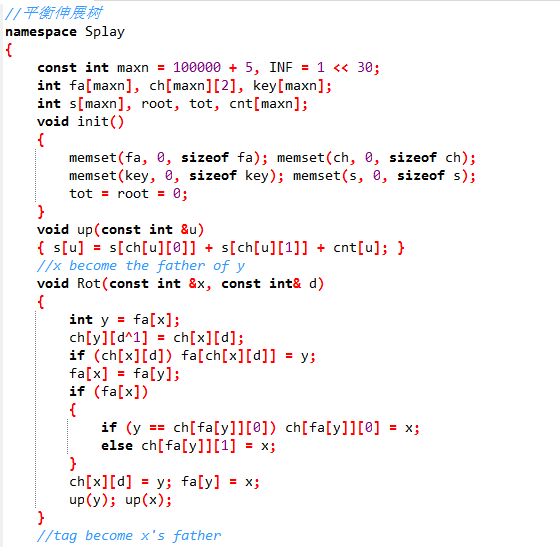 //平衡伸展树
namespace Splay
{
    const int maxn = 100000 + 5, INF = 1 << 30;
    int fa[maxn], ch[maxn][2], key[maxn];
    int s[maxn], root, tot, cnt[maxn];
    void init()
    {
        memset(fa, 0, sizeof fa); memset(ch, 0, sizeof ch);
        memset(key, 0, sizeof key); memset(s, 0, sizeof s);
        tot = root = 0;
    }
    void up(const int &u)
    { s[u] = s[ch[u][0]] + s[ch[u][1]] + cnt[u]; }
    //x become the father of y
    void Rot(const int &x, const int& d)
    {
        int y = fa[x];
        ch[y][d^1] = ch[x][d];
        if (ch[x][d]) fa[ch[x][d]] = y;
        fa[x] = fa[y];
        if (fa[x])
        {
            if (y == ch[fa[y]][0]) ch[fa[y]][0] = x;
            else ch[fa[y]][1] = x;
        }
        ch[x][d] = y; fa[y] = x;
        up(y); up(x);
    }
    //tag become x's father